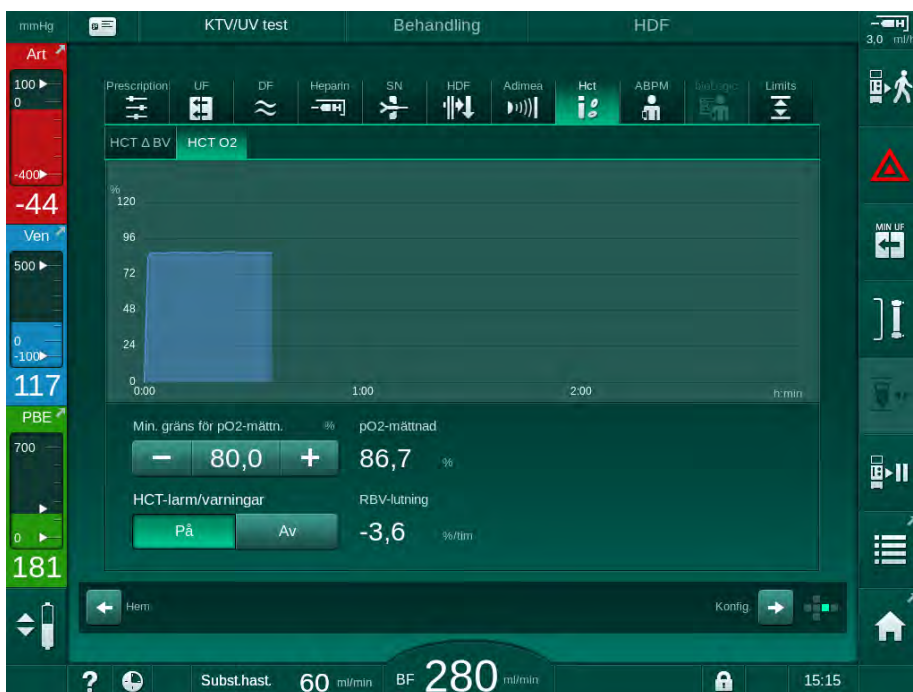 mmHg KTV/UV test Behandling HDF 3,0 ml/h
Art
100
0
-400
-44
Ven
500
0
-100
117
PBE
700
0
181
Prescription UF DF Heparin SN HDF Adimea Hct ABPM bioLogic Limits
HCT Δ BV HCT O2
%
120
96
72
48
24
0
0:00 1:00 2:00 h:min
Min. gräns för pO2-mättn. % pO2-mättnad
− 80,0 + 86,7 %
HCT-larm/varningar RBV-lutning
På Av -3,6 %/tim
MIN UF
Hem Konfig.
? Subst.hast. 60 ml/min BF 280 ml/min 15:15